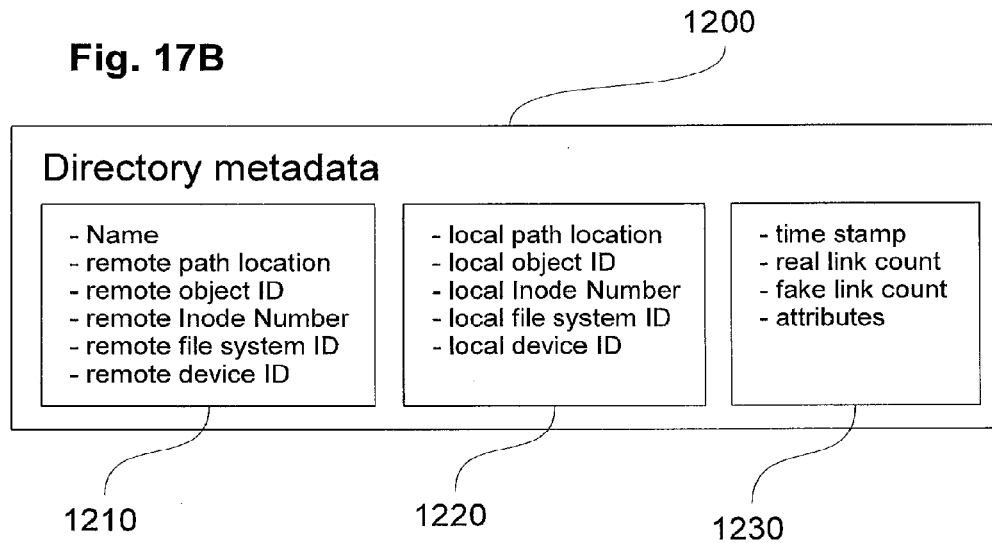 Fig. 17B
1200
Directory metadata
- Name
- remote path location
- remote object ID
- remote Inode Number
- remote file system ID
- remote device ID
- local path location
- local object ID
- local Inode Number
- local file system ID
- local device ID
- time stamp
- real link count
- fake link count
- attributes
1210
1220
1230